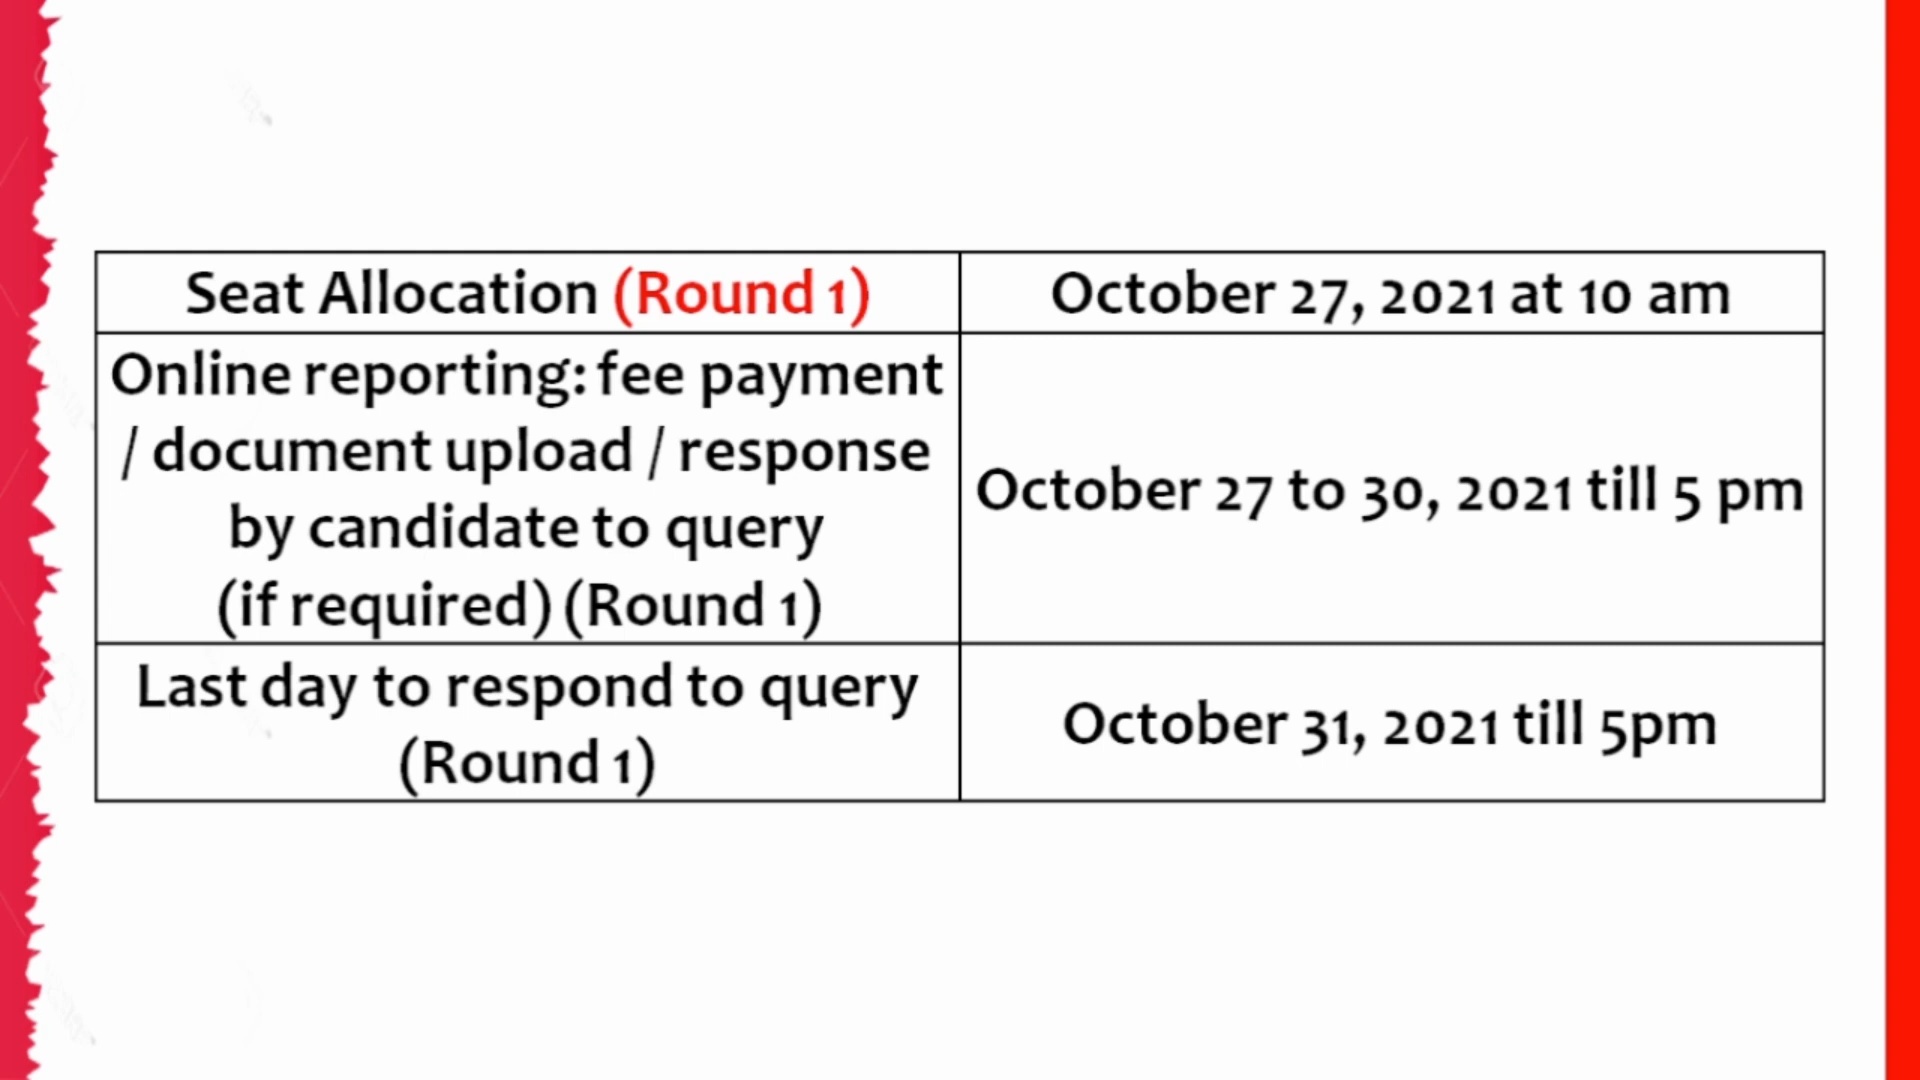 Seat Allocation (Round 1)
October 27, 2021 at 10 am
Online reporting: fee payment
/ document upload / response
by candidate to query
(if required) (Round 1)
October 27 to 30, 2021 till 5 pm
Last day to respond to query
(Round 1)
October 31, 2021 till 5pm